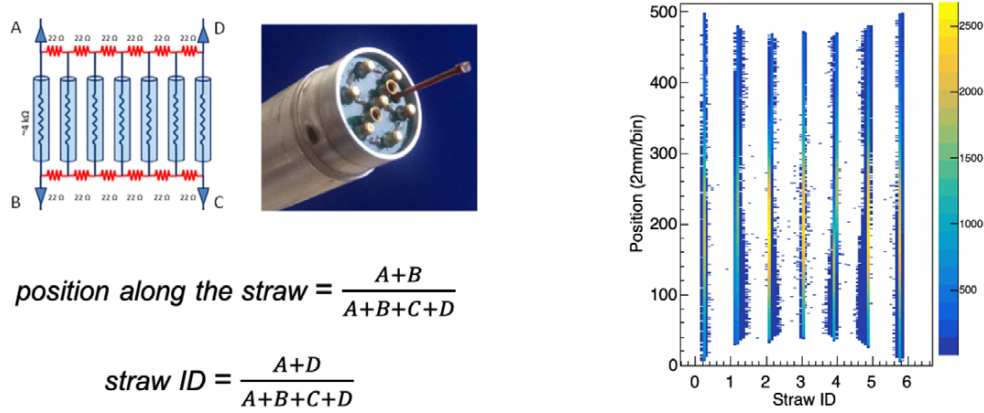 A D
22 Ω 22 Ω 22 Ω 22 Ω 22 Ω 22 Ω
~4 kΩ
22 Ω 22 Ω 22 Ω 22 Ω 22 Ω 22 Ω
B C
position along the straw = A+B / A+B+C+D
straw ID = A+D / A+B+C+D
Position (2mm/bin)
500
400
300
200
100
0
0 1 2 3 4 5 6
Straw ID
2500
2000
1500
1000
500